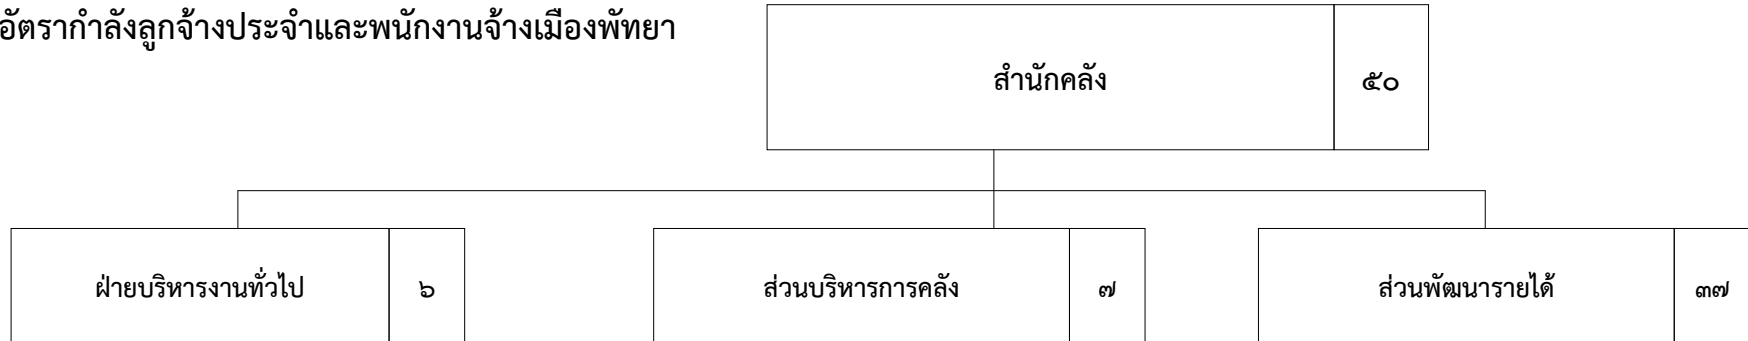 อัตรากำลังลูกจ้างประจำและพนักงานจ้างเมืองพัทยา
สำนักคลัง ๕๐
ฝ่ายบริหารงานทั่วไป ๖ ส่วนบริหารการคลัง ๗ ส่วนพัฒนารายได้ ๓๗